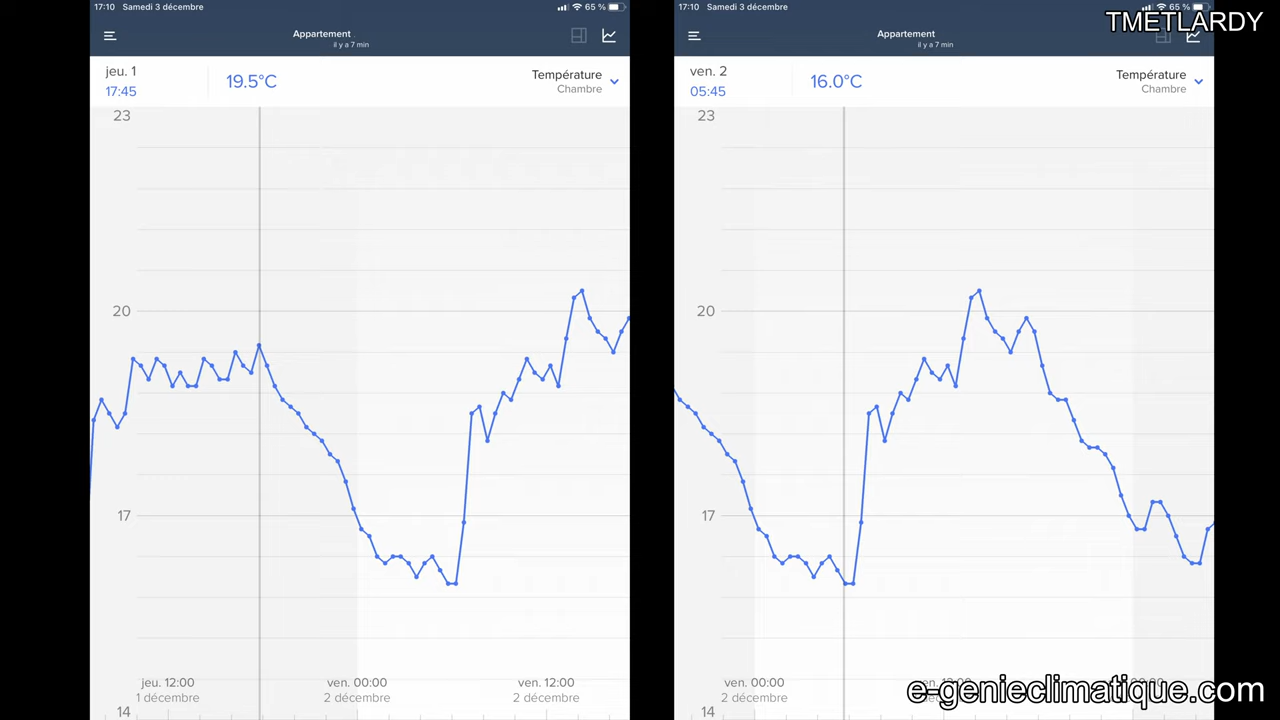 17:10 Samedi 3 décembre 65 %
Appartement
il y a 7 min
jeu. 1
17:45
19.5°C
Température
Chambre
23
20
17
14
jeu. 12:00
1 décembre
ven. 00:00
2 décembre
ven. 12:00
2 décembre
17:10 Samedi 3 décembre 65 %
TMETLARDY
Appartement
il y a 7 min
ven. 2
05:45
16.0°C
Température
Chambre
23
20
17
14
ven. 00:00
2 décembre
e-genieclimatique.com